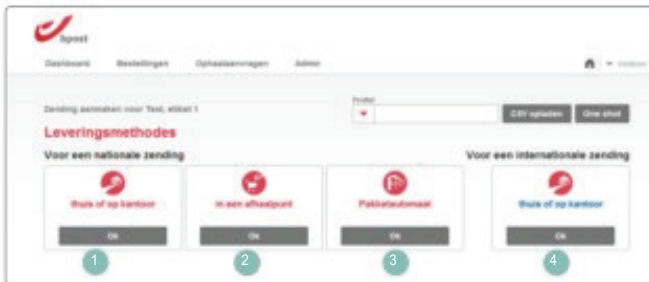 bpost
Dashboard Bestellingen Ophaalaanvragen Admin
Zending aanmaken voor Test, etiket 1
Profiel
CSV opladen One shot
Leveringsmethodes
Voor een nationale zending Voor een internationale zending
thuis of op kantoor in een afhaalpunt Pakketautomaat thuis of op kantoor
Ok Ok Ok Ok
1 2 3 4